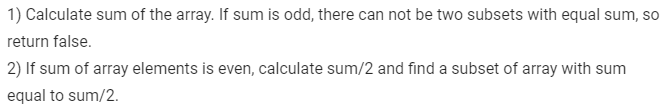 1) Calculate sum of the array. If sum is odd, there can not be two subsets with equal sum, so
return false.
2) If sum of array elements is even, calculate sum/2 and find a subset of array with sum
equal to sum/2.